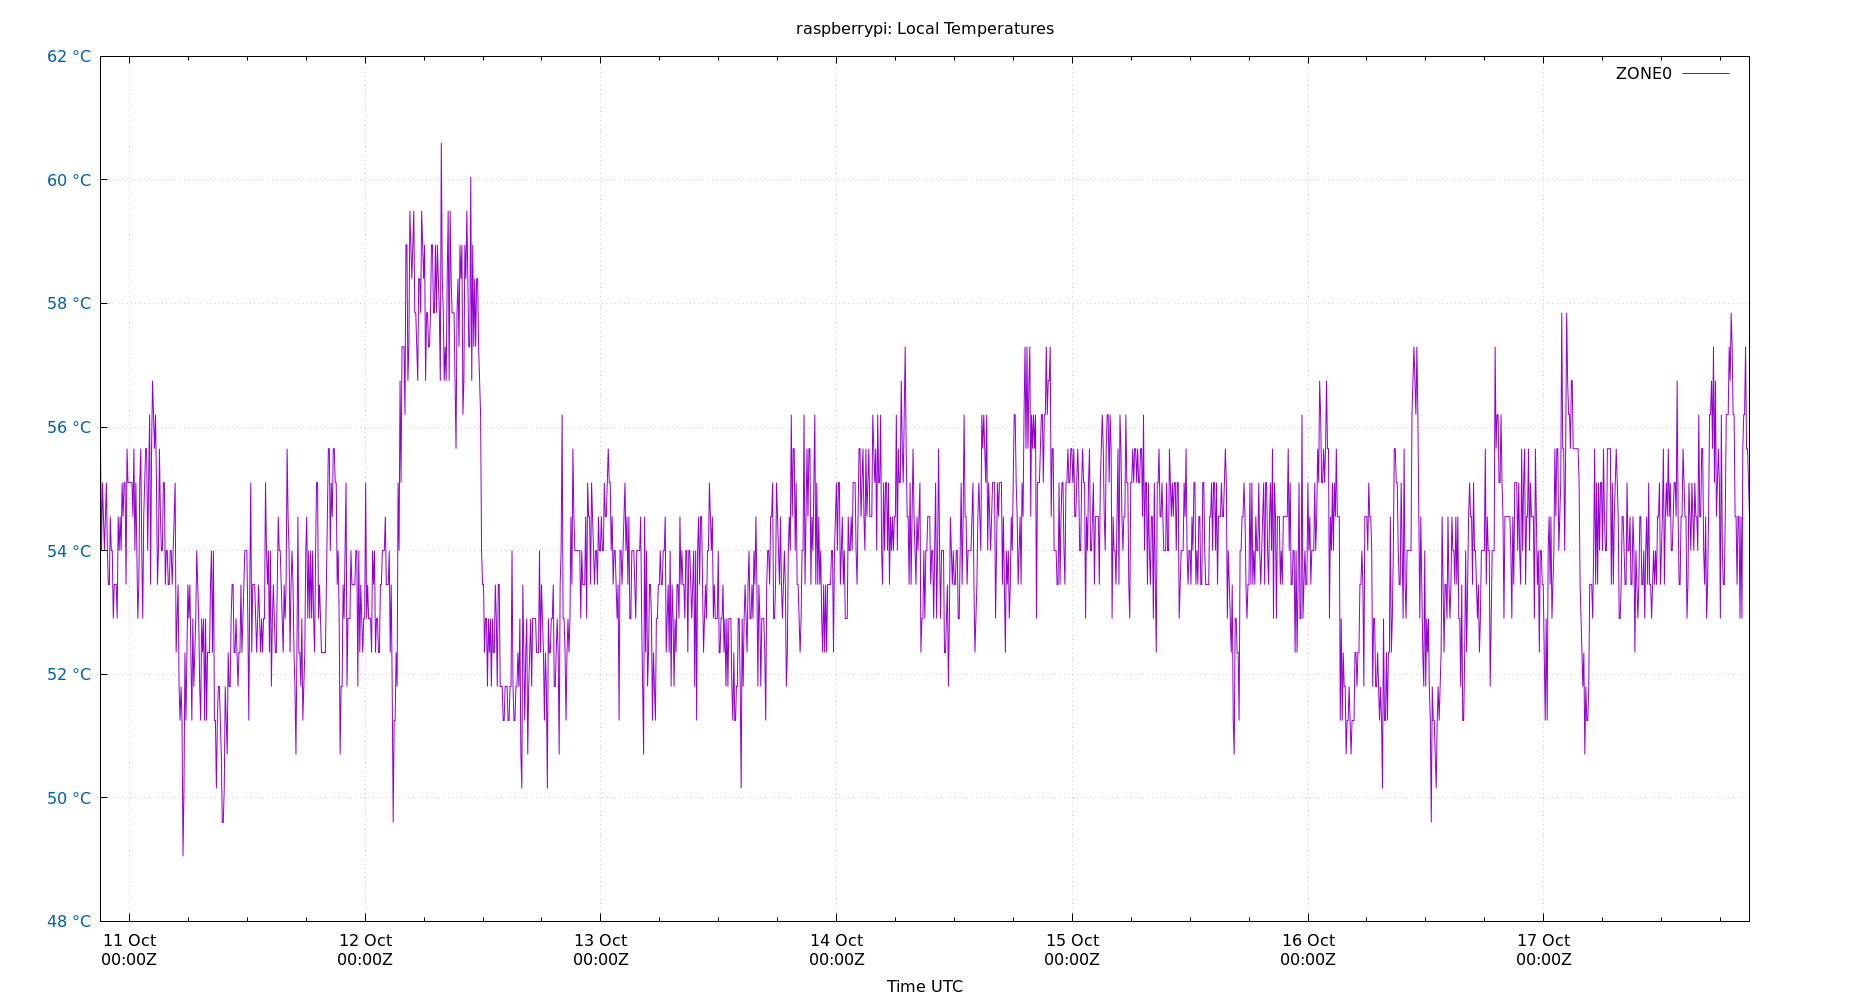 raspberrypi: Local Temperatures
62 °C
ZONE0
60 °C
58 °C
56 °C
54 °C
52 °C
50 °C
48 °C
11 Oct 12 Oct 13 Oct 14 Oct 15 Oct 16 Oct 17 Oct
00:00Z 00:00Z 00:00Z 00:00Z 00:00Z 00:00Z 00:00Z
Time UTC